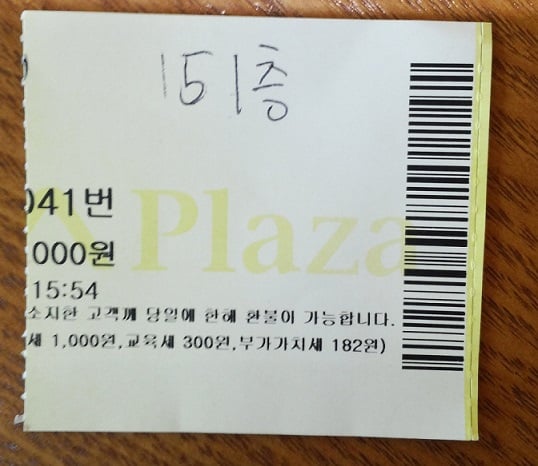 151층
041번
Plaza
000원
15:54
소지한 고객께 당일에 한해 환불이 가능합니다.
세 1,000원,교육세 300원,부가가치세 182원)